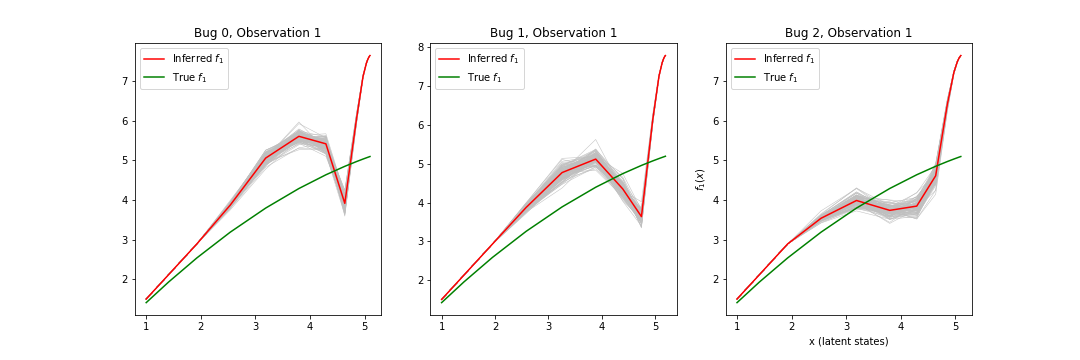 Bug 0, Observation 1
Inferred f₁
True f₁
7
6
5
4
3
2
1 2 3 4 5
Bug 1, Observation 1
Inferred f₁
True f₁
8
7
6
5
4
3
2
1 2 3 4 5
Bug 2, Observation 1
Inferred f₁
True f₁
f₁(x)
7
6
5
4
3
2
1 2 3 4 5
x (latent states)